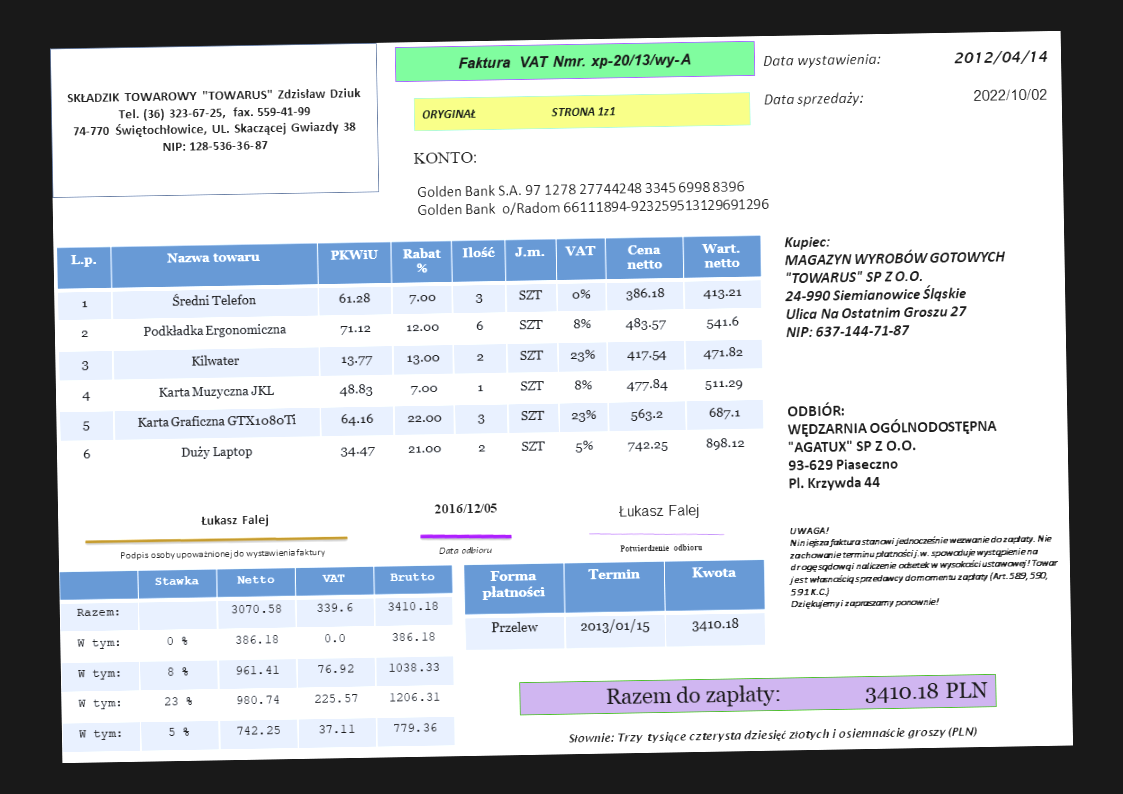 SKŁADZIK TOWAROWY "TOWARUS" Zdzisław Dziuk
Tel. (36) 323-67-25, fax. 559-41-99
74-770 Świętochłowice, UL. Skaczącej Gwiazdy 38
NIP: 128-536-36-87
Faktura VAT Nmr. xp-20/13/wy-A
ORYGINAŁ STRONA 1z1
Data wystawienia: 2012/04/14
Data sprzedaży: 2022/10/02
KONTO:
Golden Bank S.A. 97 1278 27744248 3345 6998 8396
Golden Bank o/Radom 66111894-923259513129691296
L.p. Nazwa towaru PKWiU Rabat % Ilość J.m. VAT Cena netto Wart. netto
1 Średni Telefon 61.28 7.00 3 SZT 0% 386.18 413.21
2 Podkładka Ergonomiczna 71.12 12.00 6 SZT 8% 483.57 541.6
3 Kilwater 13.77 13.00 2 SZT 23% 417.54 471.82
4 Karta Muzyczna JKL 48.83 7.00 1 SZT 8% 477.84 511.29
5 Karta Graficzna GTX1080Ti 64.16 22.00 3 SZT 23% 563.2 687.1
6 Duży Laptop 34.47 21.00 2 SZT 5% 742.25 898.12
Kupiec:
MAGAZYN WYROBÓW GOTOWYCH
"TOWARUS" SP Z O.O.
24-990 Siemianowice Śląskie
Ulica Na Ostatnim Groszu 27
NIP: 637-144-71-87
ODBIÓR:
WĘDZARNIA OGÓLNODOSTĘPNA
"AGATUX" SP Z O.O.
93-629 Piaseczno
Pl. Krzywda 44
Łukasz Falej
Podpis osoby upoważnionej do wystawienia faktury
2016/12/05
Data odbioru
Łukasz Falej
Potwierdzenie odbioru
UWAGA!
Niniejsza faktura stanowi jednocześnie wezwanie do zapłaty. Nie
zachowanie terminu płatności j.w. spowoduje wystąpienie na
drogę sądową i naliczenie odsetek w wysokości ustawowej! Towar
jest własnością sprzedawcy do momentu zapłaty (Art. 589, 590,
591 K.C.)
Dziękujemy i zapraszamy ponownie!
Stawka Netto VAT Brutto
Razem: 3070.58 339.6 3410.18
W tym: 0 % 386.18 0.0 386.18
W tym: 8 % 961.41 76.92 1038.33
W tym: 23 % 980.74 225.57 1206.31
W tym: 5 % 742.25 37.11 779.36
Forma płatności Termin Kwota
Przelew 2013/01/15 3410.18
Razem do zapłaty: 3410.18 PLN
Słownie: Trzy tysiące czterysta dziesięć złotych i osiemnaście groszy (PLN)